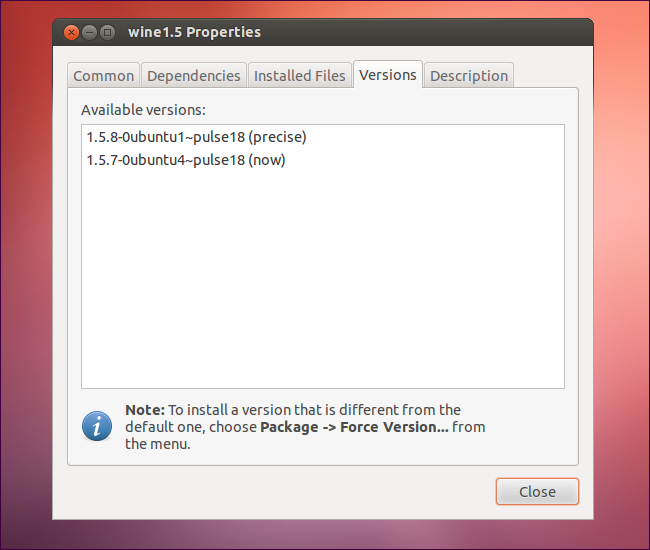 wine1.5 Properties
Common Dependencies Installed Files Versions Description
Available versions:
1.5.8-0ubuntu1~pulse18 (precise)
1.5.7-0ubuntu4~pulse18 (now)
Note: To install a version that is different from the
default one, choose Package -> Force Version... from
the menu.
Close